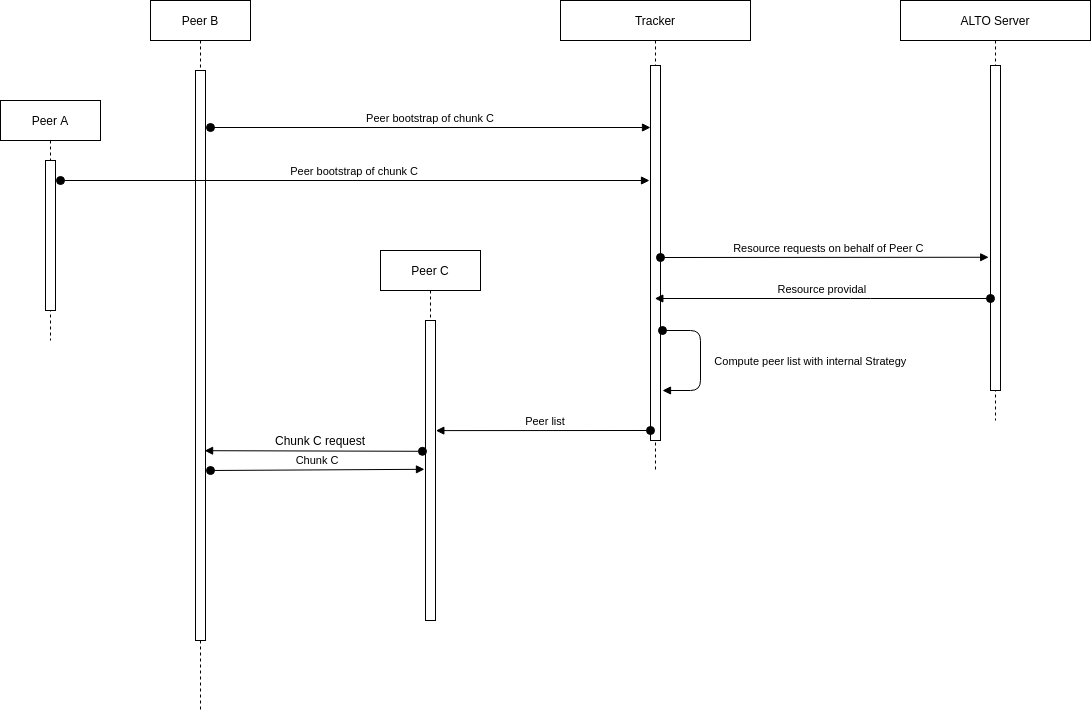 Peer B
Tracker
ALTO Server
Peer A
Peer bootstrap of chunk C
Peer bootstrap of chunk C
Resource requests on behalf of Peer C
Peer C
Resource providal
Compute peer list with internal Strategy
Peer list
Chunk C request
Chunk C